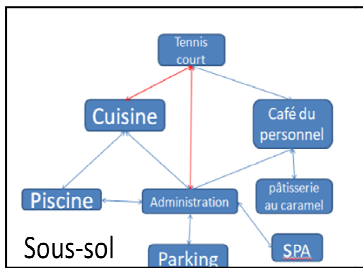 Tennis
court
Cuisine
Café du
personnel
Piscine
Administration
pâtisserie
au caramel
Sous-sol
Parking
SPA